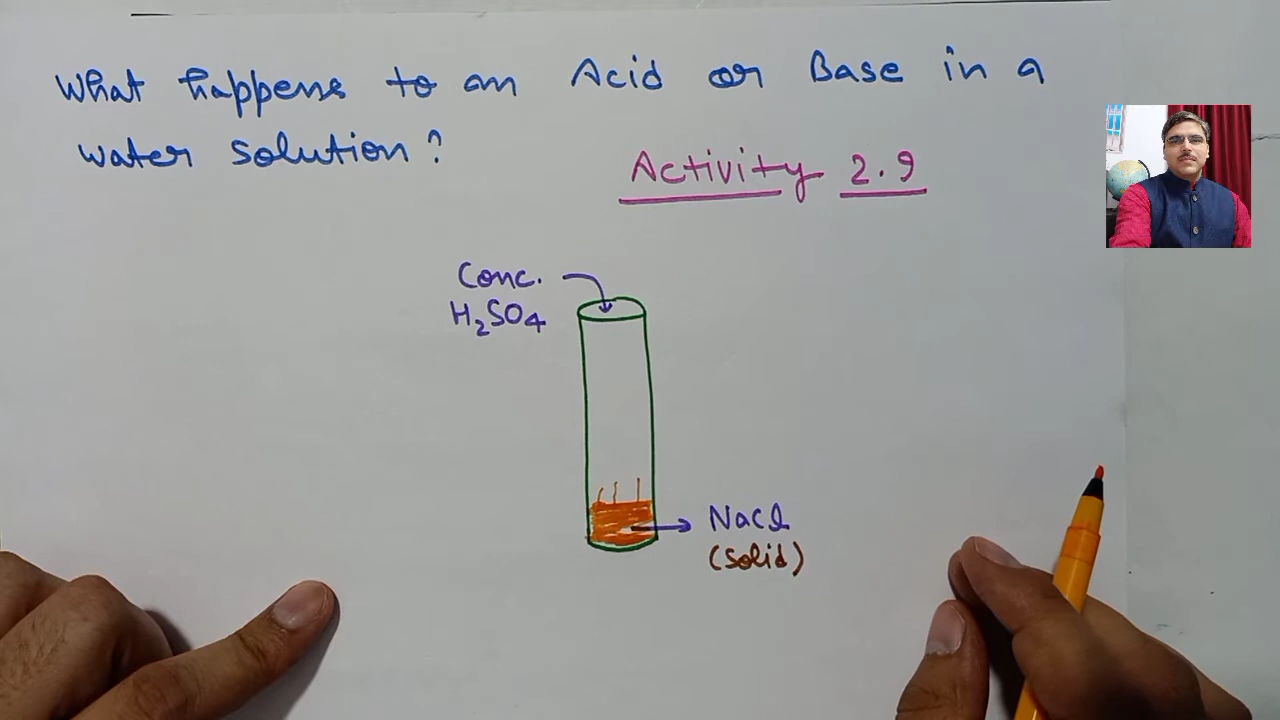 What happens to an Acid or Base in a
water solution?
Activity 2.9
Conc.
H₂SO₄
NaCl
(Solid)